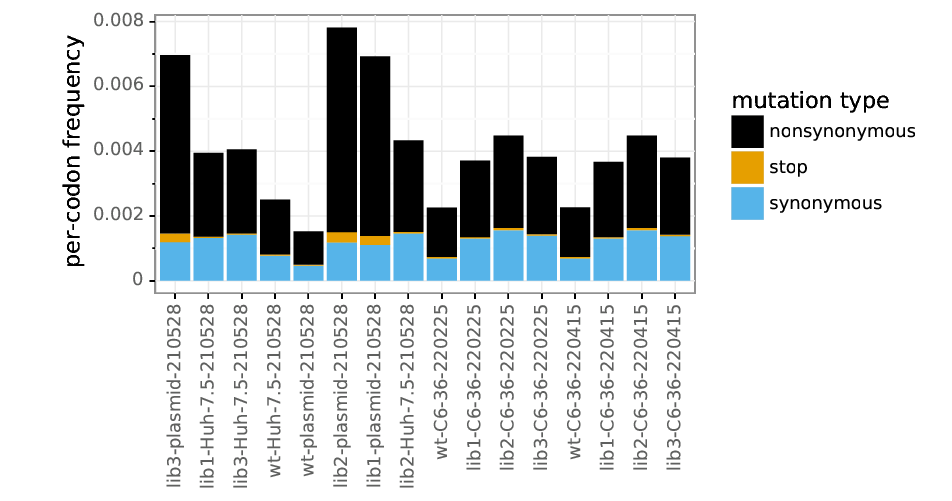 per-codon frequency
0.008
0.006
0.004
0.002
0
lib3-plasmid-210528
lib1-Huh-7.5-210528
lib3-Huh-7.5-210528
wt-Huh-7.5-210528
wt-plasmid-210528
lib2-plasmid-210528
lib1-plasmid-210528
lib2-Huh-7.5-210528
wt-C6-36-220225
lib1-C6-36-220225
lib2-C6-36-220225
lib3-C6-36-220225
wt-C6-36-220415
lib1-C6-36-220415
lib2-C6-36-220415
lib3-C6-36-220415
mutation type
nonsynonymous
stop
synonymous